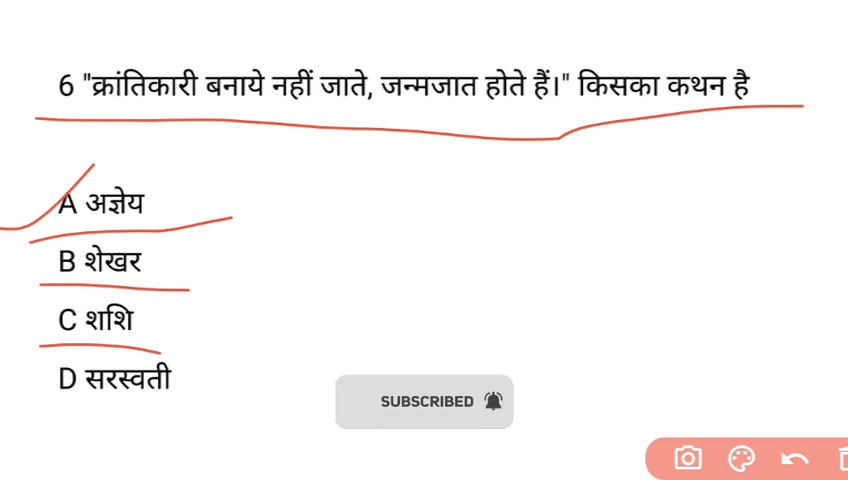 6 "क्रांतिकारी बनाये नहीं जाते, जन्मजात होते हैं।" किसका कथन है
A अज्ञेय
B शेखर
C शशि
D सरस्वती
SUBSCRIBED